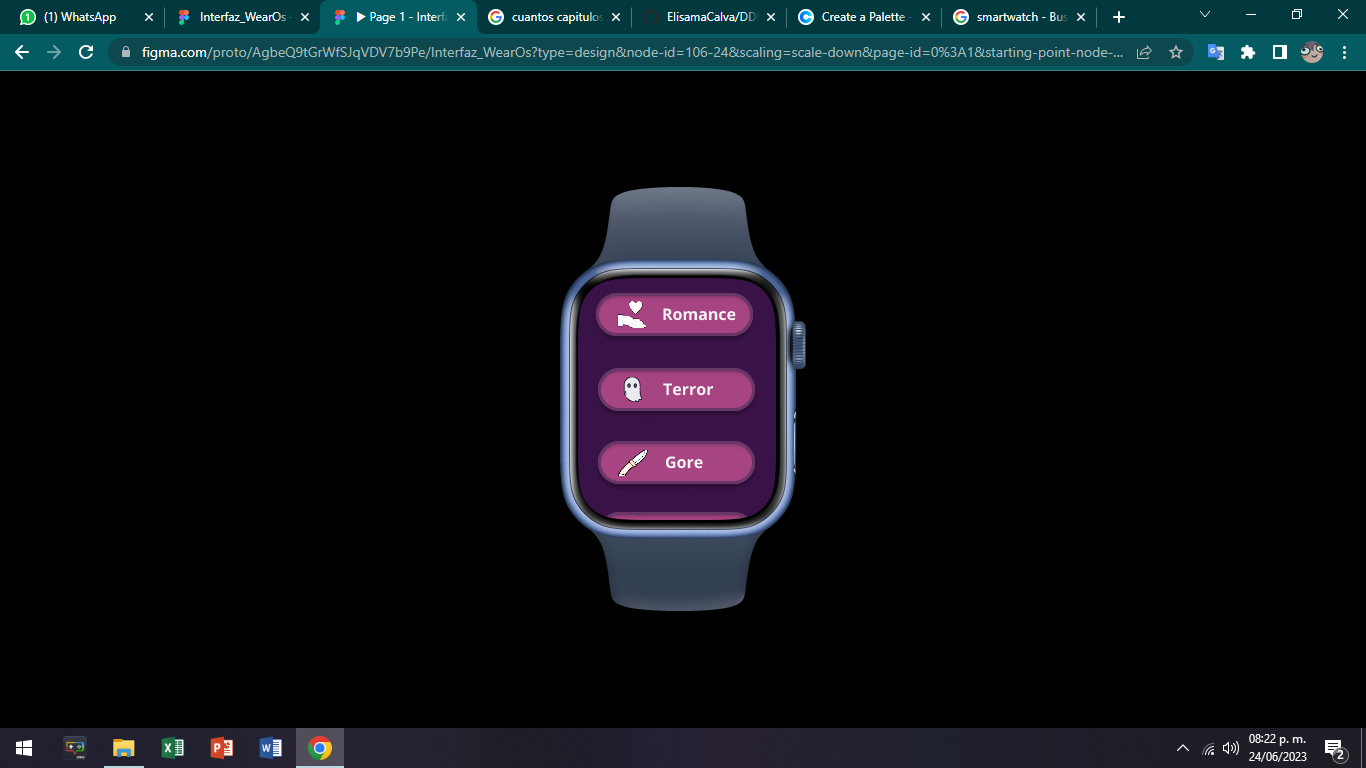 (1) WhatsApp
Interfaz_WearOs -
▶ Page 1 - Interf
cuantos capitulos
ElisamaCalva/DD
Create a Palette -
smartwatch - Bus
figma.com/proto/AgbeQ9tGrWfSJqVDV7b9Pe/Interfaz_WearOs?type=design&node-id=106-24&scaling=scale-down&page-id=0%3A1&starting-point-node-...
Romance
Terror
Gore
08:22 p. m.
24/06/2023
2